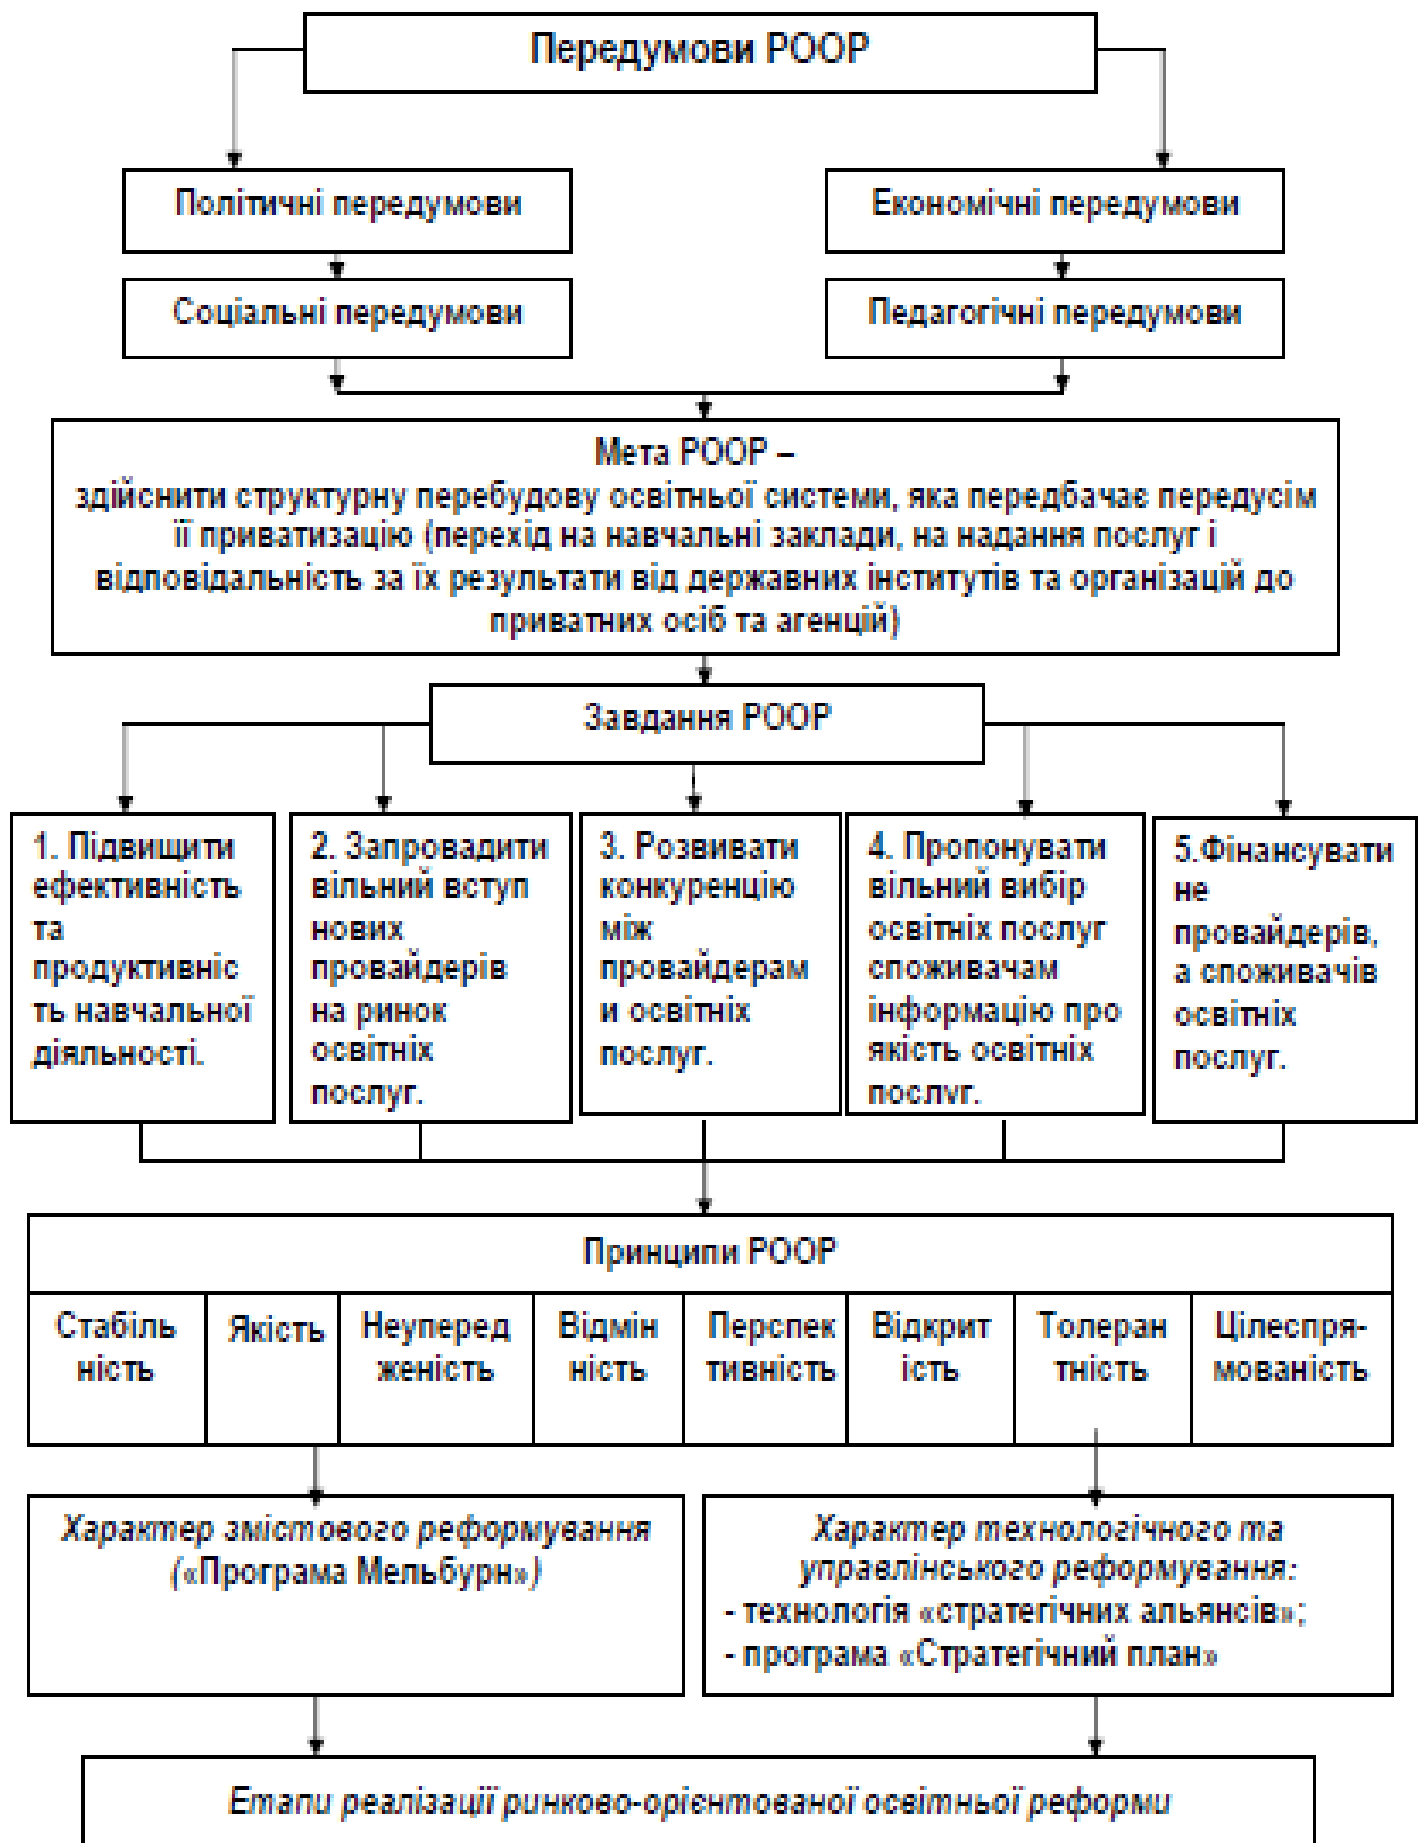 Передумови РООР
Політичні передумови
Економічні передумови
Соціальні передумови
Педагогічні передумови
Мета РООР –
здійснити структурну перебудову освітньої системи, яка передбачає передусім
її приватизацію (перехід на навчальні заклади, на надання послуг і
відповідальність за їх результати від державних інститутів та організацій до
приватних осіб та агенцій)
Завдання РООР
1. Підвищити
ефективність
та
продуктивніс
ть навчальної
діяльності.
2. Запровадити
вільний вступ
нових
провайдерів
на ринок
освітніх
послуг.
3. Розвивати
конкуренцію
між
провайдерам
и освітніх
послуг.
4. Пропонувати
вільний вибір
освітніх послуг
споживачам
інформацію про
якість освітніх
послуг.
5.Фінансувати
не
провайдерів,
а споживачів
освітніх
послуг.
Принципи РООР
Стабіль
ність
Якість
Неуперед
женість
Відмін
ність
Перспек
тивність
Відкрит
ість
Толеран
тність
Цілеспря-
мованість
Характер змістового реформування
(«Програма Мельбурн»)
Характер технологічного та
управлінського реформування:
- технологія «стратегічних альянсів»;
- програма «Стратегічний план»
Етапи реалізації ринково-орієнтованої освітньої реформи